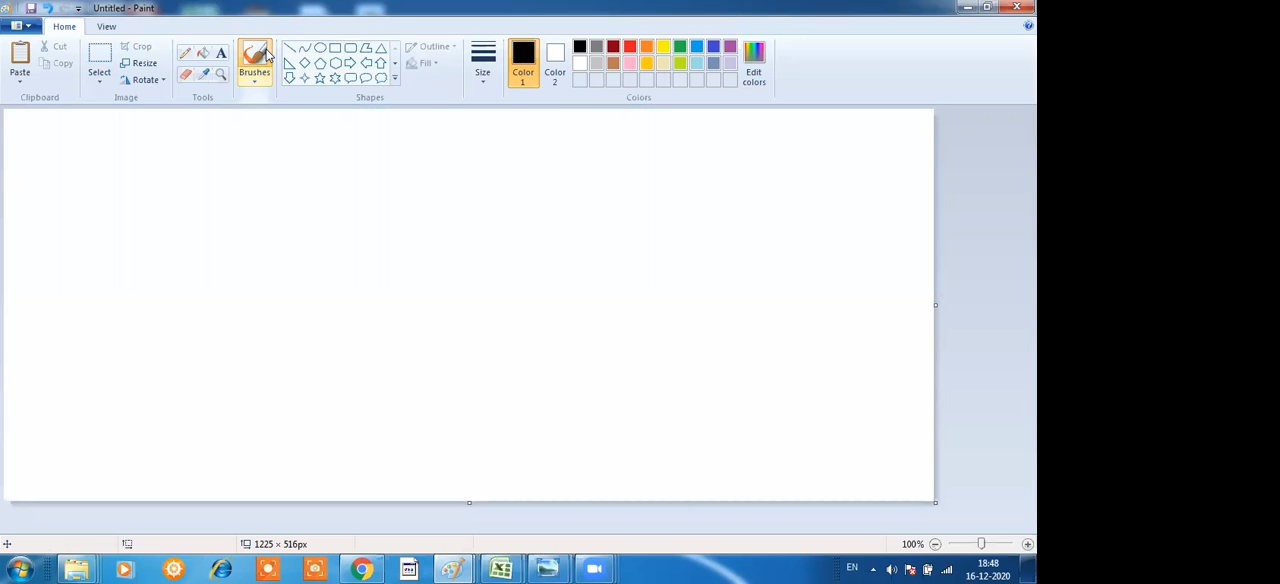 Untitled - Paint
Home View
Paste
Cut
Copy
Clipboard
Select
Crop
Resize
Rotate
Image
A
Tools
Brushes
Outline
Fill
Shapes
Size
Color
1
Color
2
Edit
colors
Colors
1225 × 516px
100%
EN
18:48
16-12-2020